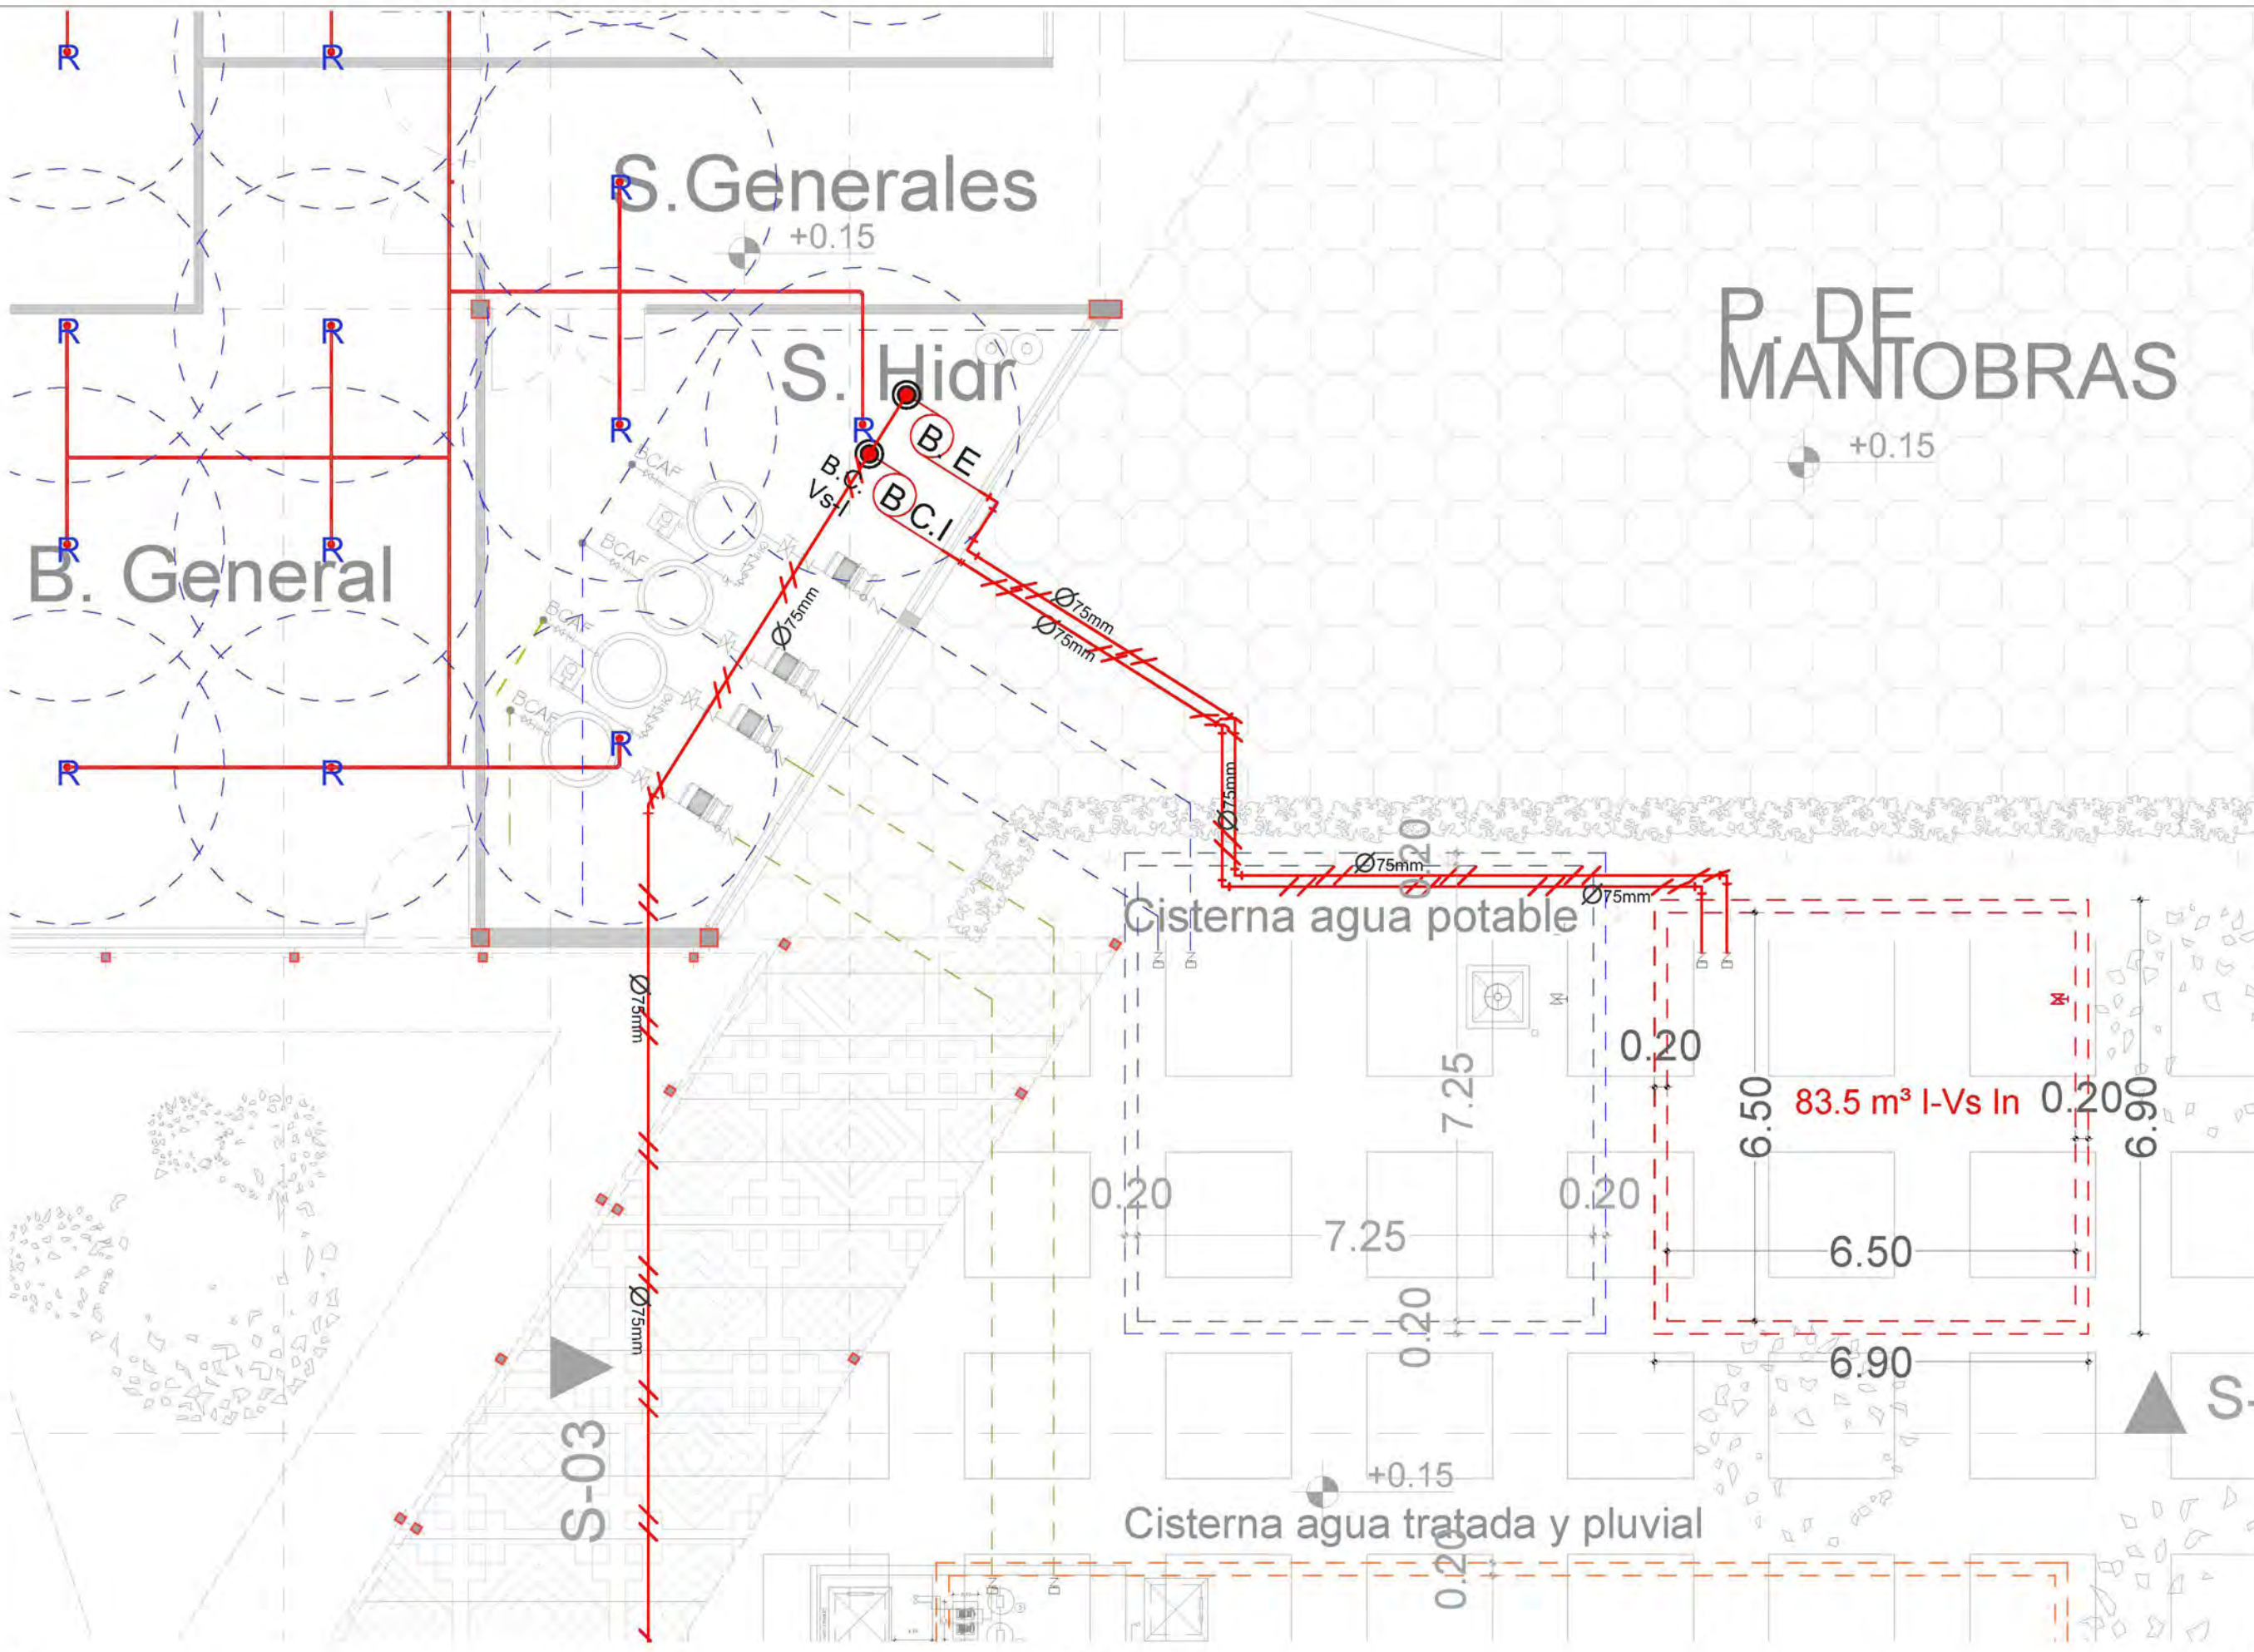 R
R
S.Generales
R
+0.15
P. DE
MANIOBRAS
+0.15
R
R
S. Hidr
R
R
B. E
B.C.
Vs-I
B C.I
BCAF
BCAF
BCAF
BCAF
R
R
B. General
Ø75mm
Ø75mm
Ø75mm
R
R
R
Ø75mm
0.20
Ø75mm
Ø75mm
Cisterna agua potable
Ø75mm
0.20
7.25
6.50
83.5 m³ I-Vs In
0.20
6.90
0.20
0.20
7.25
6.50
0.20
6.90
Ø75mm
S-03
S-
+0.15
Cisterna agua tratada y pluvial
0.20